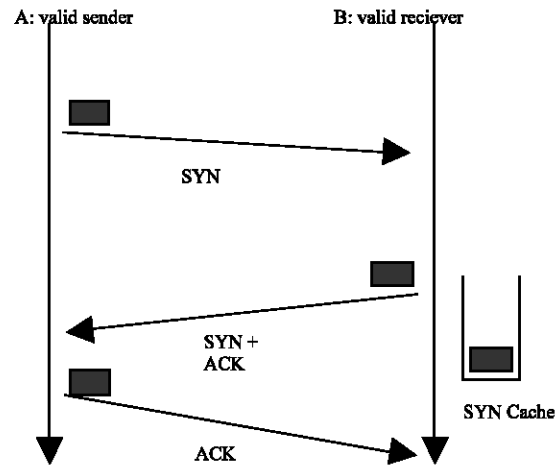 A: valid sender
B: valid reciever
SYN
SYN +
ACK
SYN Cache
ACK